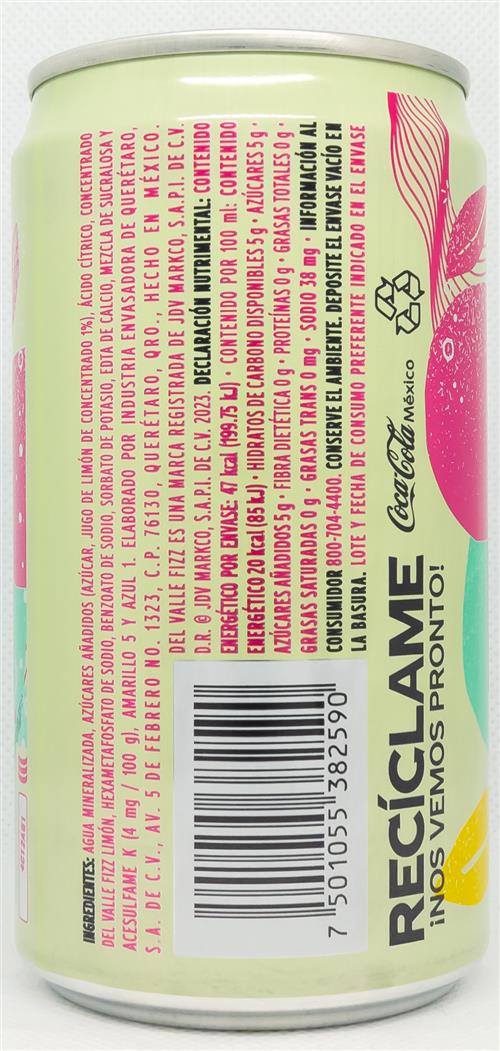 INGREDIENTES: AGUA MINERALIZADA, AZÚCARES AÑADIDOS (AZÚCAR, JUGO DE LIMÓN DE CONCENTRADO 1%), ÁCIDO CÍTRICO, CONCENTRADO
DEL VALLE FIZZ LIMÓN, HEXAMETAFOSFATO DE SODIO, BENZOATO DE SODIO, SORBATO DE POTASIO, EDTA DE CALCIO, MEZCLA DE SUCRALOSA Y
ACESULFAME K (4 mg / 100 g), AMARILLO 5 Y AZUL 1. ELABORADO POR INDUSTRIA ENVASADORA DE QUERÉTARO,
S.A. DE C.V., AV. 5 DE FEBRERO NO. 1323, C.P. 76130, QUERÉTARO, QRO., HECHO EN MÉXICO.
DEL VALLE FIZZ ES UNA MARCA REGISTRADA DE JDV MARKCO, S.A.P.I. DE C.V.
D.R. @ JDV MARKCO, S.A.P.I. DE C.V. 2023. DECLARACIÓN NUTRIMENTAL: CONTENIDO
ENERGÉTICO POR ENVASE: 47 kcal (199.75 kJ) · CONTENIDO POR 100 ml: CONTENIDO
ENERGÉTICO 20 kcal (85 kJ) · HIDRATOS DE CARBONO DISPONIBLES 5 g · AZÚCARES 5 g ·
AZÚCARES AÑADIDOS 5 g · FIBRA DIETÉTICA 0 g · PROTEÍNAS 0 g · GRASAS TOTALES 0 g ·
GRASAS SATURADAS 0 g · GRASAS TRANS 0 mg · SODIO 38 mg · INFORMACIÓN AL
CONSUMIDOR 800-704-4400. CONSERVE EL AMBIENTE. DEPOSITE EL ENVASE VACÍO EN
LA BASURA. LOTE Y FECHA DE CONSUMO PREFERENTE INDICADO EN EL ENVASE
7 501055 382590
RECÍCLAME
¡NOS VEMOS PRONTO!
Coca-Cola México